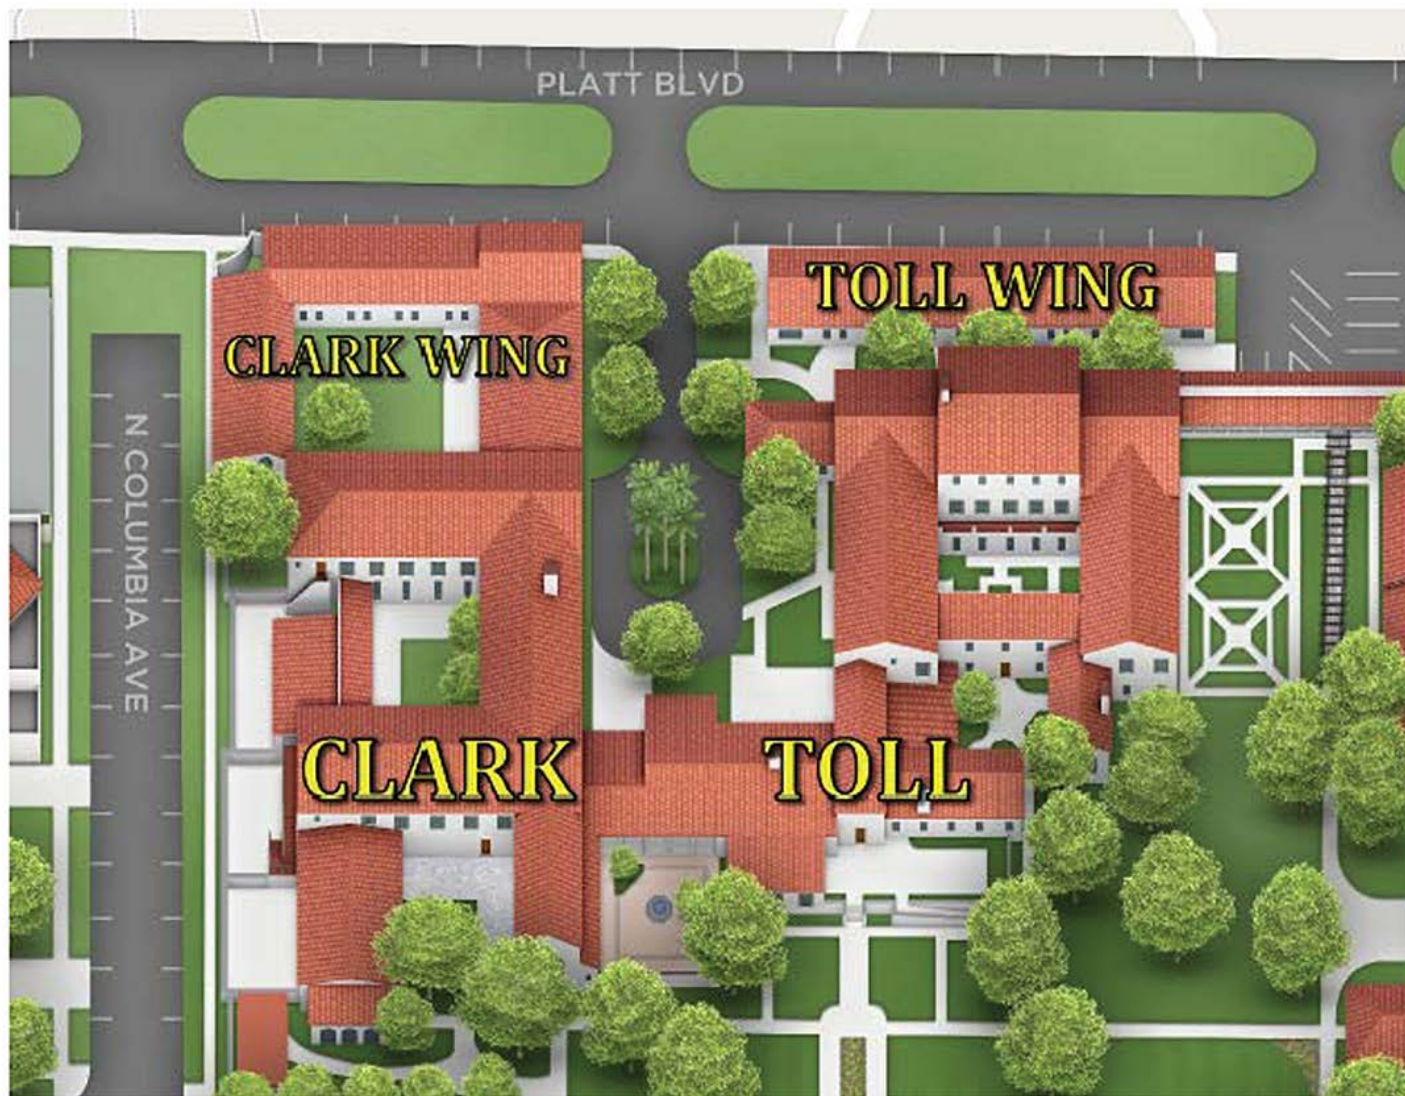 PLATT BLVD
TOLL WING
CLARK WING
N COLUMBIA AVE
CLARK
TOLL